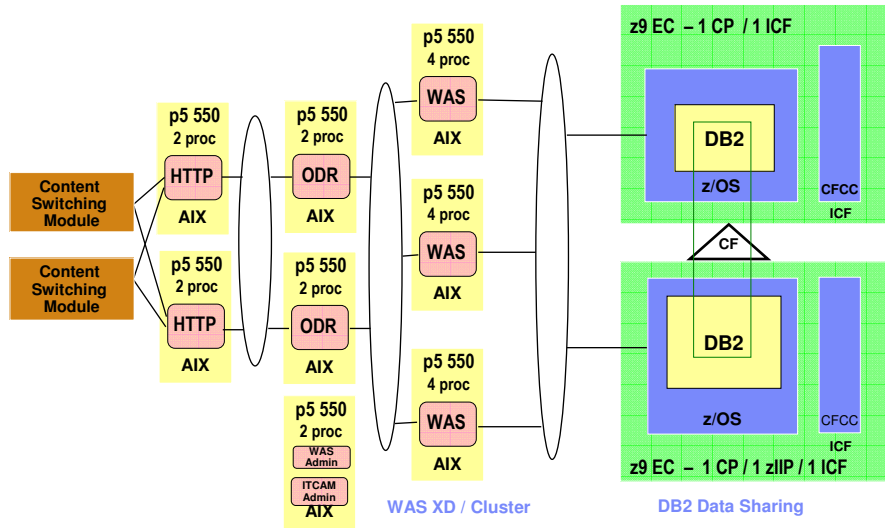 Content
Switching
Module
Content
Switching
Module
p5 550
2 proc
HTTP
AIX
p5 550
2 proc
HTTP
AIX
p5 550
2 proc
ODR
AIX
p5 550
2 proc
ODR
AIX
p5 550
2 proc
WAS
Admin
ITCAM
Admin
AIX
p5 550
4 proc
WAS
AIX
p5 550
4 proc
WAS
AIX
p5 550
4 proc
WAS
AIX
WAS XD / Cluster
z9 EC – 1 CP / 1 ICF
DB2
z/OS
CFCC
ICF
CF
DB2
z/OS
CFCC
ICF
z9 EC – 1 CP / 1 zIIP / 1 ICF
DB2 Data Sharing